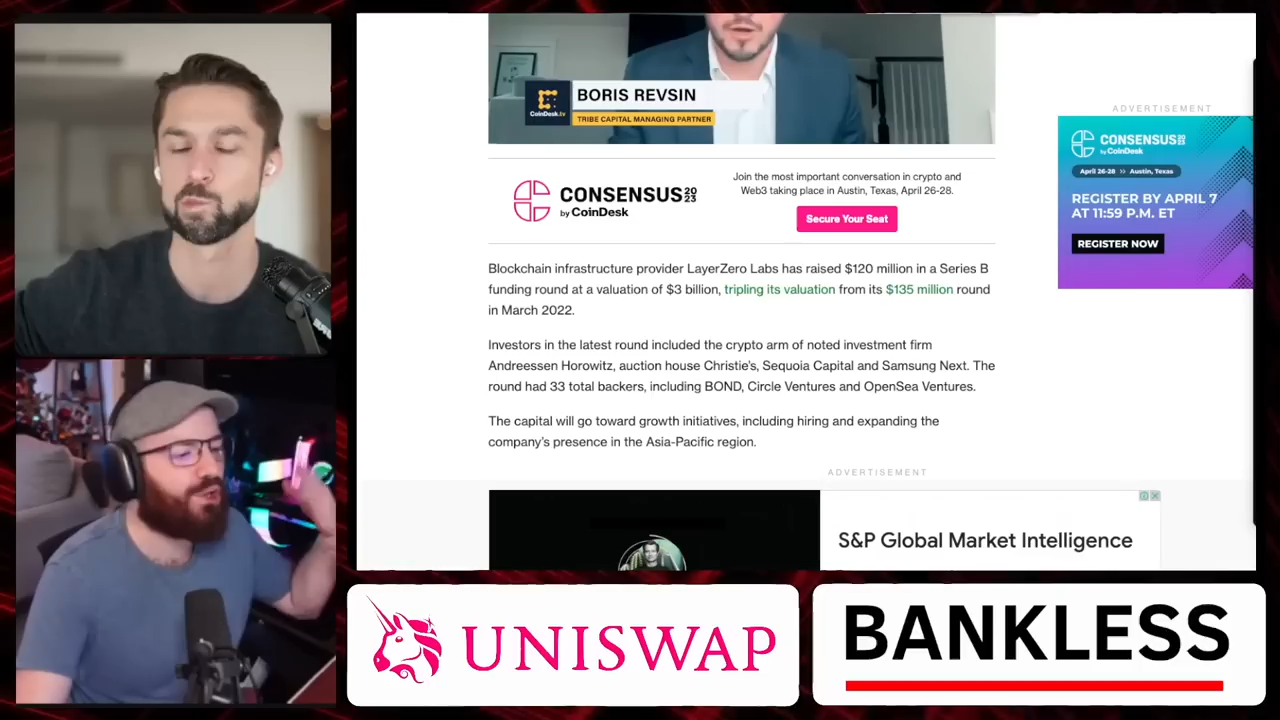 BORIS REVSIN
CoinDesk.tv
TRIBE CAPITAL MANAGING PARTNER
ADVERTISEMENT
CONSENSUS 2023
by CoinDesk
April 26-28 >> Austin, Texas
REGISTER BY APRIL 7
AT 11:59 P.M. ET
REGISTER NOW
CONSENSUS 2023
by CoinDesk
Join the most important conversation in crypto and
Web3 taking place in Austin, Texas, April 26-28.
Secure Your Seat
Blockchain infrastructure provider LayerZero Labs has raised $120 million in a Series B
funding round at a valuation of $3 billion, tripling its valuation from its $135 million round
in March 2022.
Investors in the latest round included the crypto arm of noted investment firm
Andreessen Horowitz, auction house Christie's, Sequoia Capital and Samsung Next. The
round had 33 total backers, including BOND, Circle Ventures and OpenSea Ventures.
The capital will go toward growth initiatives, including hiring and expanding the
company's presence in the Asia-Pacific region.
ADVERTISEMENT
S&P Global Market Intelligence
UNISWAP
BANKLESS